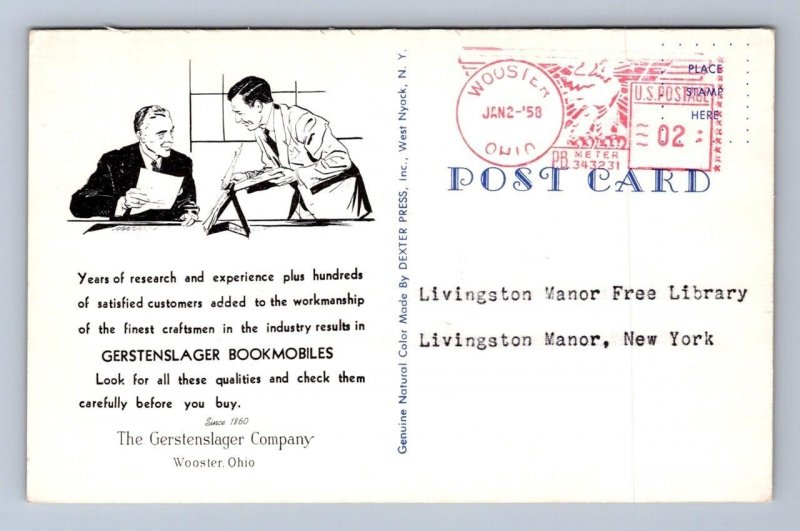 Years of research and experience plus hundreds
of satisfied customers added to the workmanship
of the finest craftsmen in the industry results in
GERSTENSLAGER BOOKMOBILES
Look for all these qualities and check them
carefully before you buy.
Since 1860
The Gerstenslager Company
Wooster, Ohio
Genuine Natural Color Made By DEXTER PRESS, Inc., West Nyack, N. Y.
WOOSTER
JAN 2-'58
OHIO
PB METER
343231
U.S. POSTAGE
02
PLACE
STAMP
HERE
POST CARD
Livingston Manor Free Library
Livingston Manor, New York